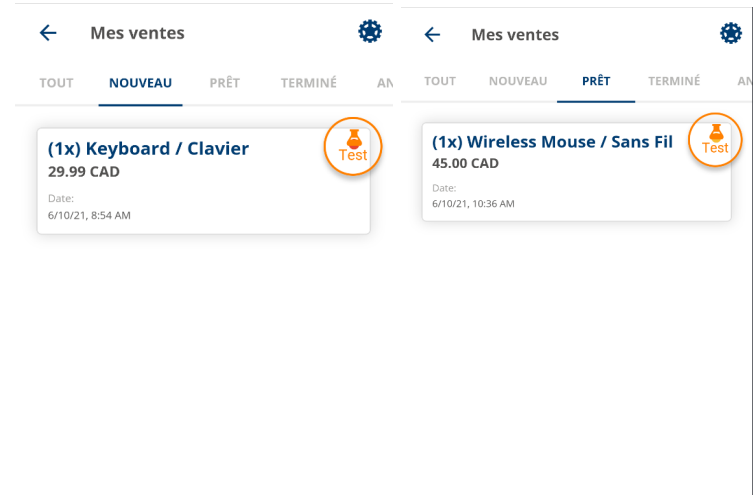 Mes ventes
TOUT NOUVEAU PRÊT TERMINÉ AN
(1x) Keyboard / Clavier
Test
29.99 CAD
Date:
6/10/21, 8:54 AM
Mes ventes
TOUT NOUVEAU PRÊT TERMINÉ AN
(1x) Wireless Mouse / Sans Fil
Test
45.00 CAD
Date:
6/10/21, 10:36 AM